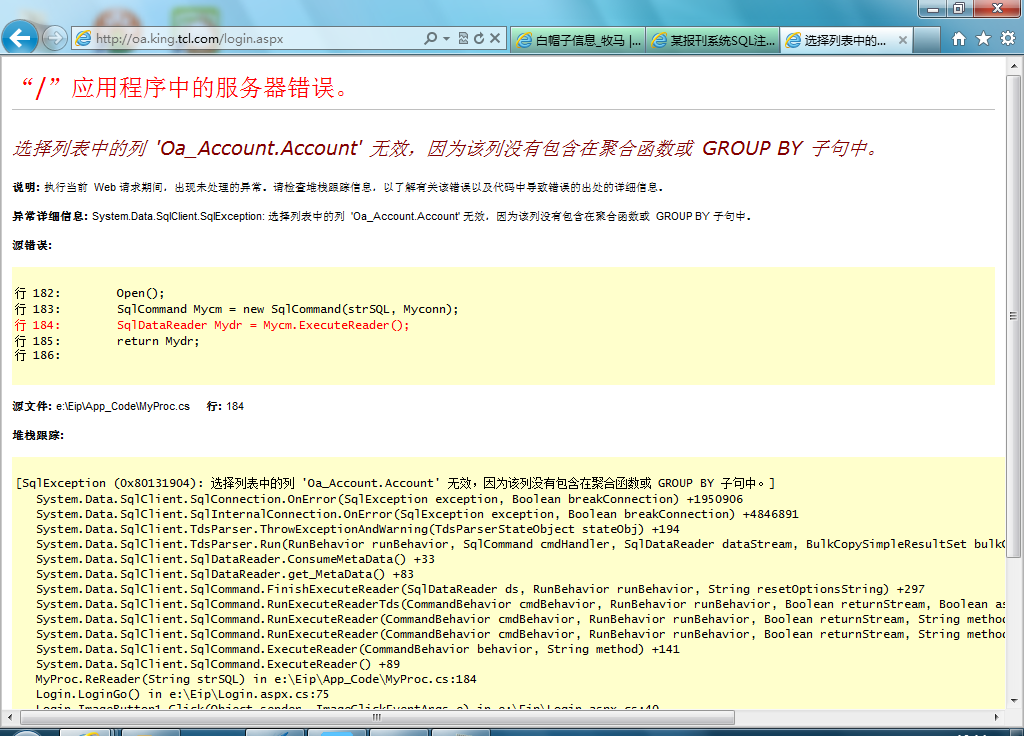 http://oa.king.tcl.com/login.aspx
白帽子信息_牧马 |...
某报刊系统SQL注...
选择列表中的...
“/”应用程序中的服务器错误。
选择列表中的列 'Oa_Account.Account' 无效，因为该列没有包含在聚合函数或 GROUP BY 子句中。
说明: 执行当前 Web 请求期间，出现未处理的异常。请检查堆栈跟踪信息，以了解有关该错误以及代码中导致错误的出处的详细信息。
异常详细信息: System.Data.SqlClient.SqlException: 选择列表中的列 'Oa_Account.Account' 无效，因为该列没有包含在聚合函数或 GROUP BY 子句中。
源错误:
行 182: Open();
行 183: SqlCommand Mycm = new SqlCommand(strSQL, Myconn);
行 184: SqlDataReader Mydr = Mycm.ExecuteReader();
行 185: return Mydr;
行 186:
源文件: e:\Eip\App_Code\MyProc.cs 行: 184
堆栈跟踪:
[SqlException (0x80131904): 选择列表中的列 'Oa_Account.Account' 无效，因为该列没有包含在聚合函数或 GROUP BY 子句中。]
System.Data.SqlClient.SqlConnection.OnError(SqlException exception, Boolean breakConnection) +1950906
System.Data.SqlClient.SqlInternalConnection.OnError(SqlException exception, Boolean breakConnection) +4846891
System.Data.SqlClient.TdsParser.ThrowExceptionAndWarning(TdsParserStateObject stateObj) +194
System.Data.SqlClient.TdsParser.Run(RunBehavior runBehavior, SqlCommand cmdHandler, SqlDataReader dataStream, BulkCopySimpleResultSet bulkC
System.Data.SqlClient.SqlDataReader.ConsumeMetaData() +33
System.Data.SqlClient.SqlDataReader.get_MetaData() +83
System.Data.SqlClient.SqlCommand.FinishExecuteReader(SqlDataReader ds, RunBehavior runBehavior, String resetOptionsString) +297
System.Data.SqlClient.SqlCommand.RunExecuteReaderTds(CommandBehavior cmdBehavior, RunBehavior runBehavior, Boolean returnStream, Boolean as
System.Data.SqlClient.SqlCommand.RunExecuteReader(CommandBehavior cmdBehavior, RunBehavior runBehavior, Boolean returnStream, String method
System.Data.SqlClient.SqlCommand.RunExecuteReader(CommandBehavior cmdBehavior, RunBehavior runBehavior, Boolean returnStream, String method
System.Data.SqlClient.SqlCommand.ExecuteReader(CommandBehavior behavior, String method) +141
System.Data.SqlClient.SqlCommand.ExecuteReader() +89
MyProc.ReReader(String strSQL) in e:\Eip\App_Code\MyProc.cs:184
Login.LoginGo() in e:\Eip\Login.aspx.cs:75
Login.ImageButton1_Click(Object sender, ImageClickEventArgs e) in e:\Eip\Login.aspx.cs:40